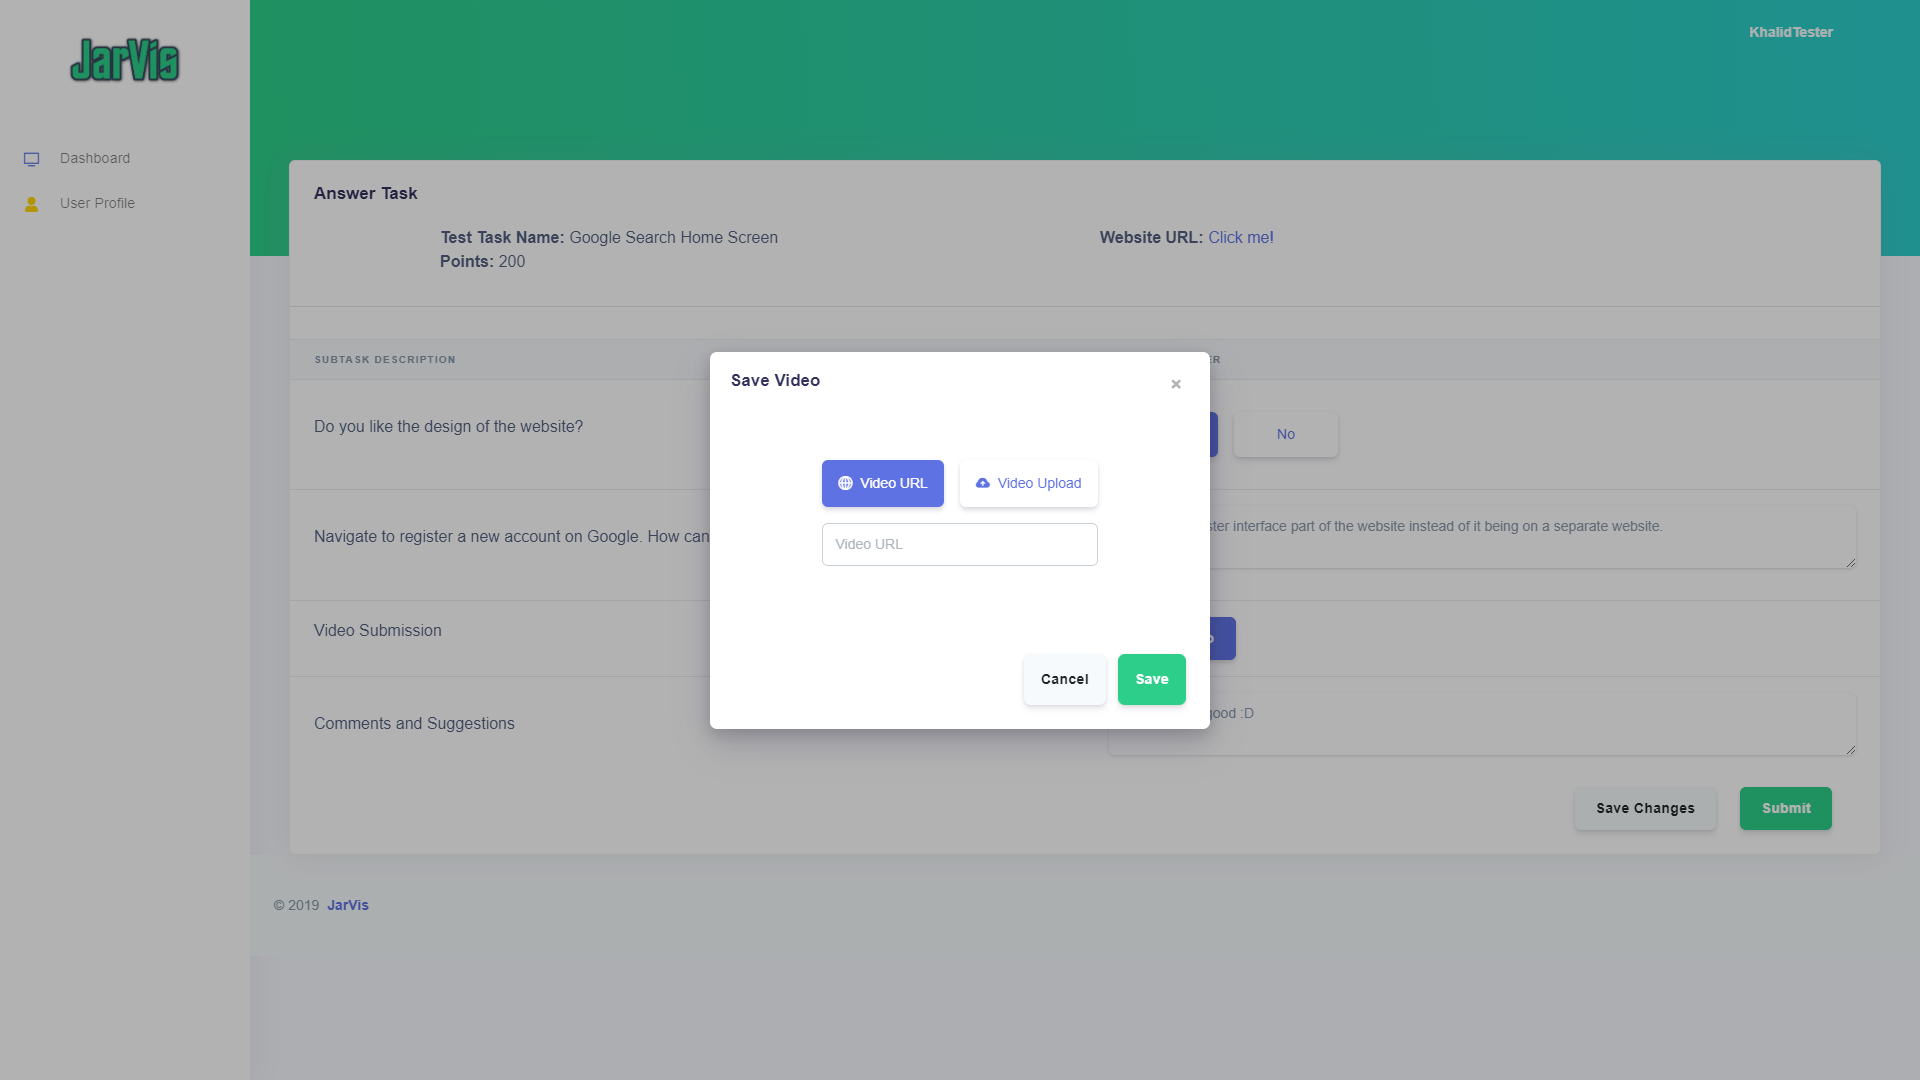 JarVis
KhalidTester
Dashboard
User Profile
Answer Task
Test Task Name: Google Search Home Screen
Website URL: Click me!
Points: 200
SUBTASK DESCRIPTION
Save Video
×
Do you like the design of the website?
No
Video URL
Video Upload
Navigate to register a new account on Google. How can
interface part of the website instead of it being on a separate website.
Video URL
Video Submission
Cancel
Save
Comments and Suggestions
good :D
Save Changes
Submit
© 2019 JarVis